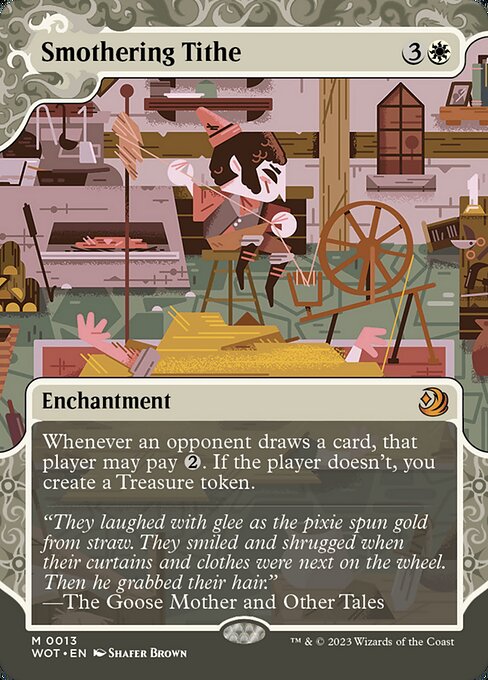 Smothering Tithe 3
Enchantment
Whenever an opponent draws a card, that
player may pay 2. If the player doesn't, you
create a Treasure token.
“They laughed with glee as the pixie spun gold
from straw. They smiled and shrugged when
their curtains and clothes were next on the wheel.
Then he grabbed their hair.”
—The Goose Mother and Other Tales
M 0013
WOT • EN SHAFER BROWN
™ & © 2023 Wizards of the Coast